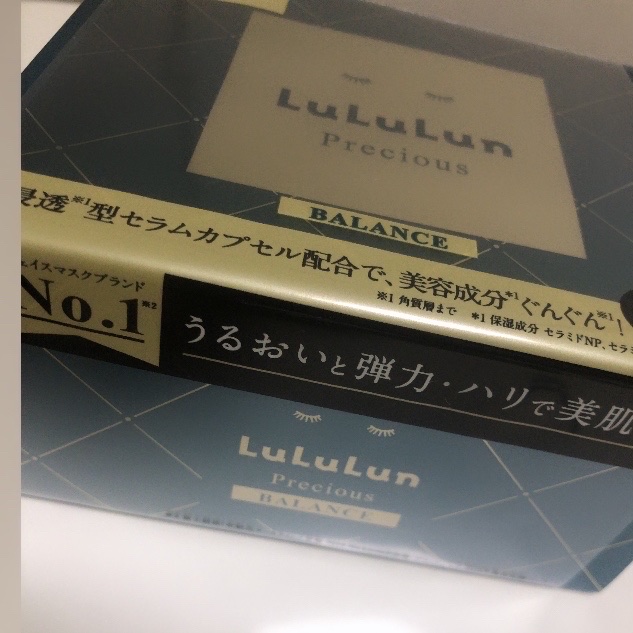 LuLuLun
Precious
BALANCE
浸透※1型セラムカプセル配合で、美容成分*1ぐんぐん※1!
※1 角質層まで *1 保湿成分 セラミドNP、セラ
ェイスマスクブランド
No.1※2
うるおいと弾力・ハリで美肌
LuLuLun
Precious
BALANCE